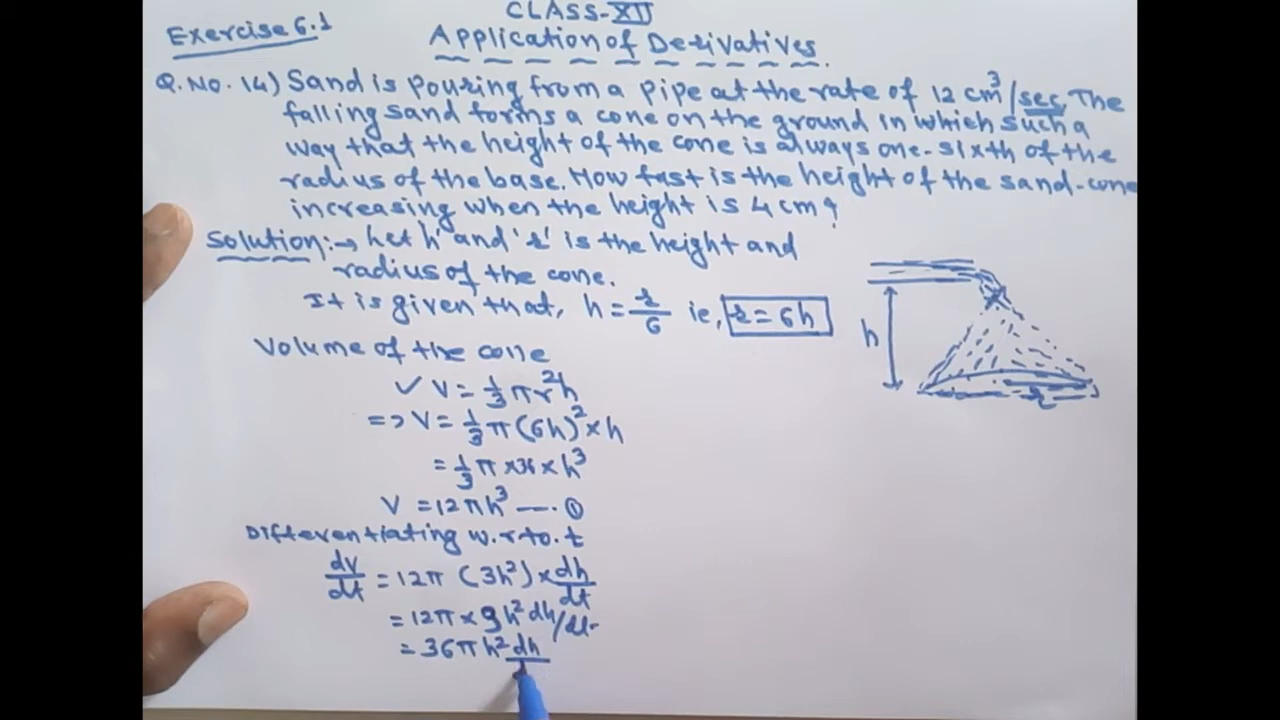 CLASS-XII
Exercise 6.1
Application of Derivatives.
Q. No. 14) Sand is pouring from a pipe at the rate of 12 cm³/sec. The
falling sand forms a cone on the ground in which such a
way that the height of the cone is always one-sixth of the
radius of the base. How fast is the height of the sand-cone
increasing when the height is 4 cm?
Solution:→ Let 'h' and 'r' is the height and
radius of the cone.
It is given that, h = r/6 ie, r = 6h
Volume of the cone
✓ V = 1/3 πr²h
=> V = 1/3 π (6h)² × h
= 1/3 π × 36 × h³
V = 12πh³ —.. ①
Differentiating w.r.to.t
dv/dt = 12π (3h²) × dh/dt
= 12π × 3h² dh/dt
= 36πh² dh
h
r